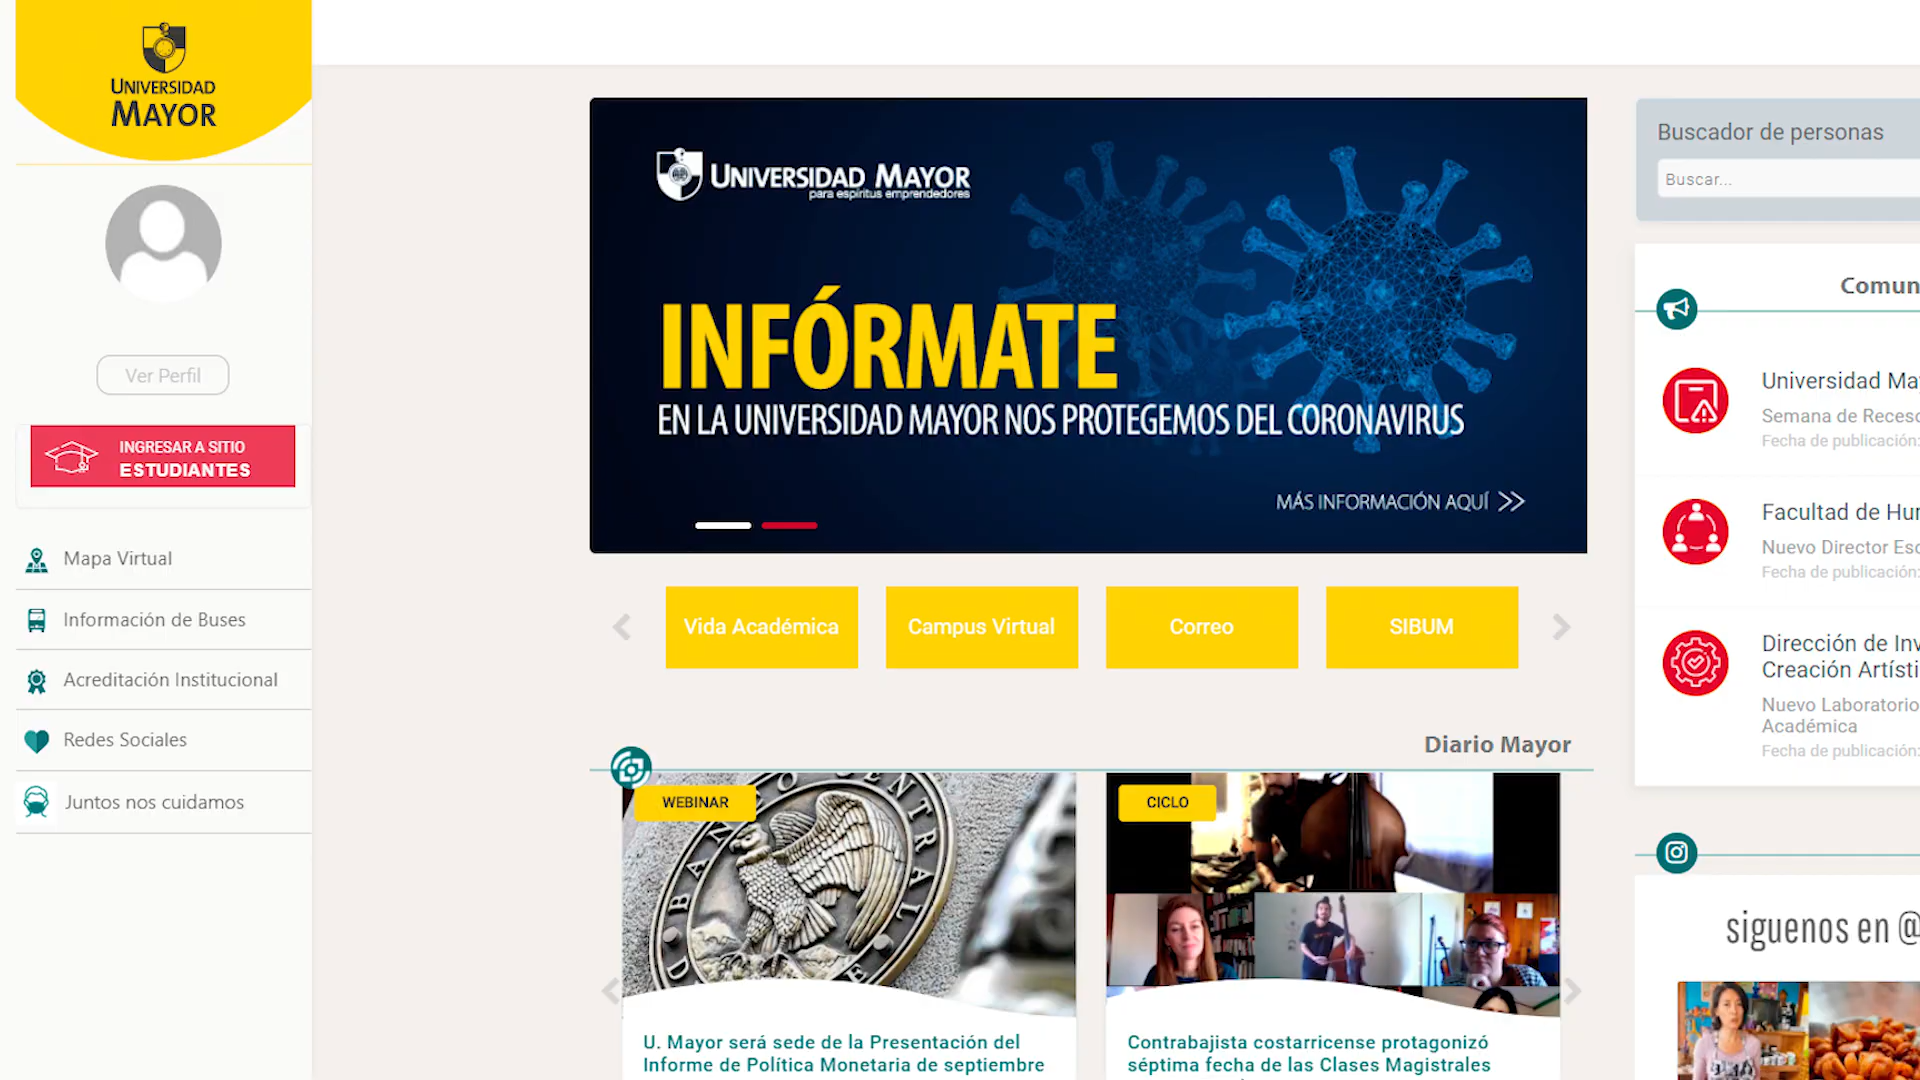 UNIVERSIDAD
MAYOR
Ver Perfil
INGRESAR A SITIO
ESTUDIANTES
Mapa Virtual
Información de Buses
Acreditación Institucional
Redes Sociales
Juntos nos cuidamos
UNIVERSIDAD MAYOR
para espíritus emprendedores
INFÓRMATE
EN LA UNIVERSIDAD MAYOR NOS PROTEGEMOS DEL CORONAVIRUS
MÁS INFORMACIÓN AQUÍ
Vida Académica
Campus Virtual
Correo
SIBUM
Diario Mayor
WEBINAR
BANCO CENTRAL
U. Mayor será sede de la Presentación del
Informe de Política Monetaria de septiembre
CICLO
Contrabajista costarricense protagonizó
séptima fecha de las Clases Magistrales
Buscador de personas
Buscar...
Comun
Universidad Ma
Semana de Receso
Fecha de publicación:
Facultad de Hu
Nuevo Director Esc
Fecha de publicación:
Dirección de Inv
Creación Artísti
Nuevo Laboratorio
Académica
Fecha de publicación:
siguenos en @